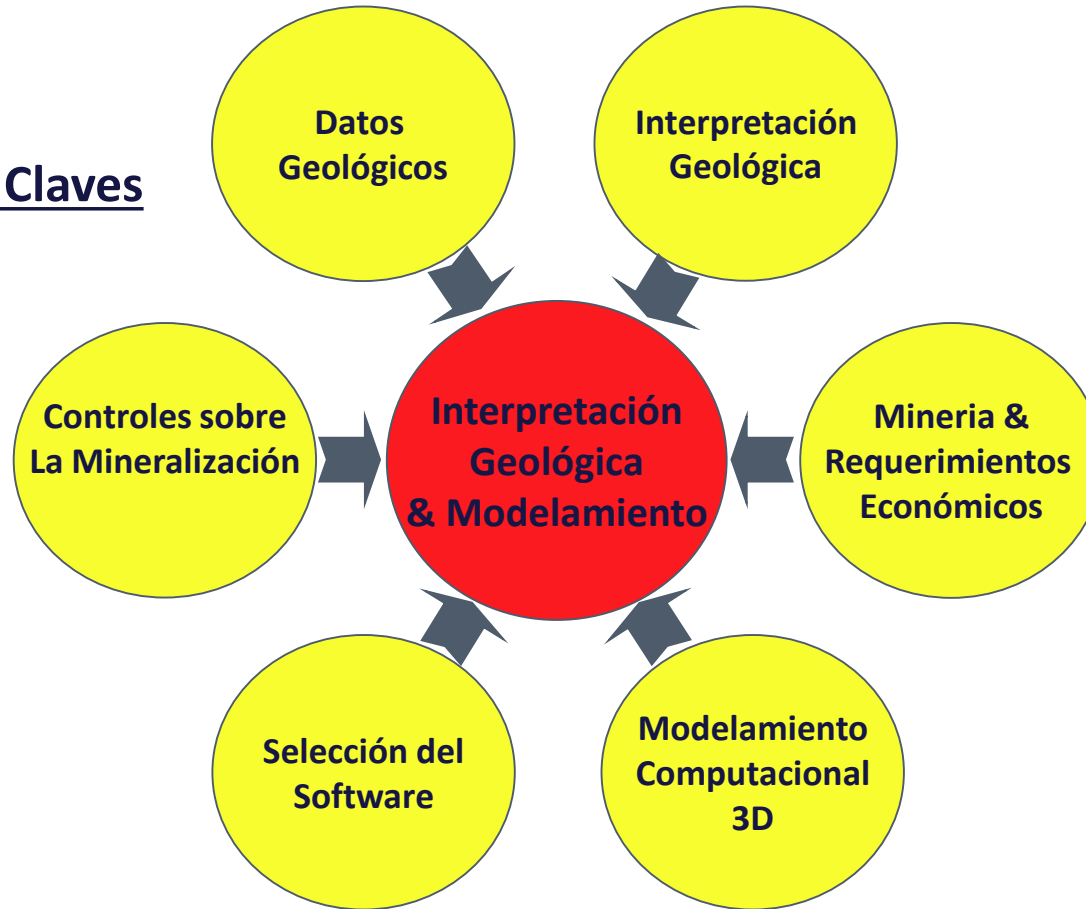 Claves
Datos
Geológicos
Interpretación
Geológica
Controles sobre
La Mineralización
Interpretación
Geológica
& Modelamiento
Mineria &
Requerimientos
Económicos
Selección del
Software
Modelamiento
Computacional
3D